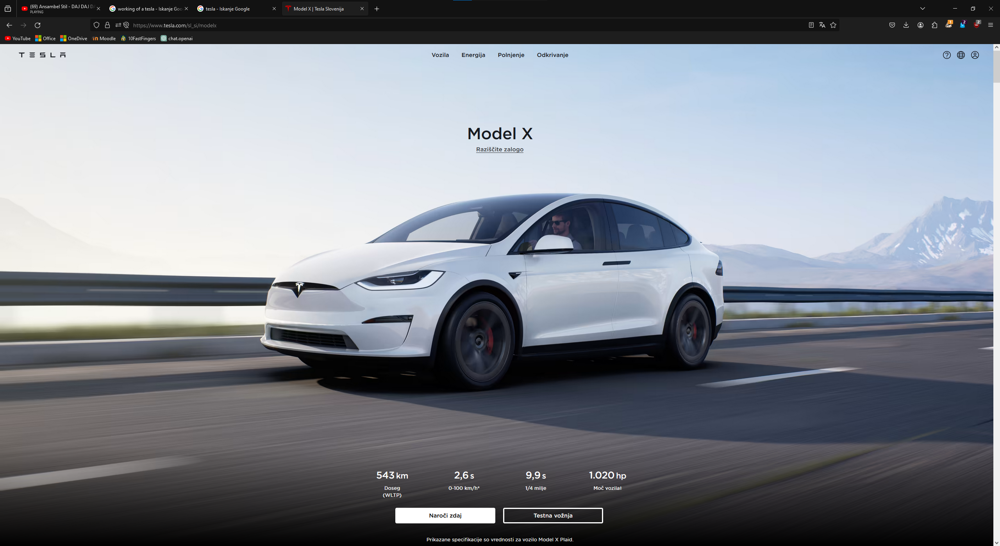 (69) Ansambel Stil - DAJ DAJ
PLAYING
working of a tesla - Iskanje Goo
tesla - Iskanje Google
Model X | Tesla Slovenija
https://www.tesla.com/sl_si/modelx
1
2
2
YouTube
Office
OneDrive
Moodle
10FastFingers
chat.openai
TESLA
Vozila
Energija
Polnjenje
Odkrivanje
Model X
Raziščite zalogo
543 km
2,6 s
9,9 s
1.020 hp
Doseg
(WLTP)
0-100 km/h*
1/4 milje
Moč vozila‡
Naroči zdaj
Testna vožnja
Prikazane specifikacije so vrednosti za vozilo Model X Plaid.